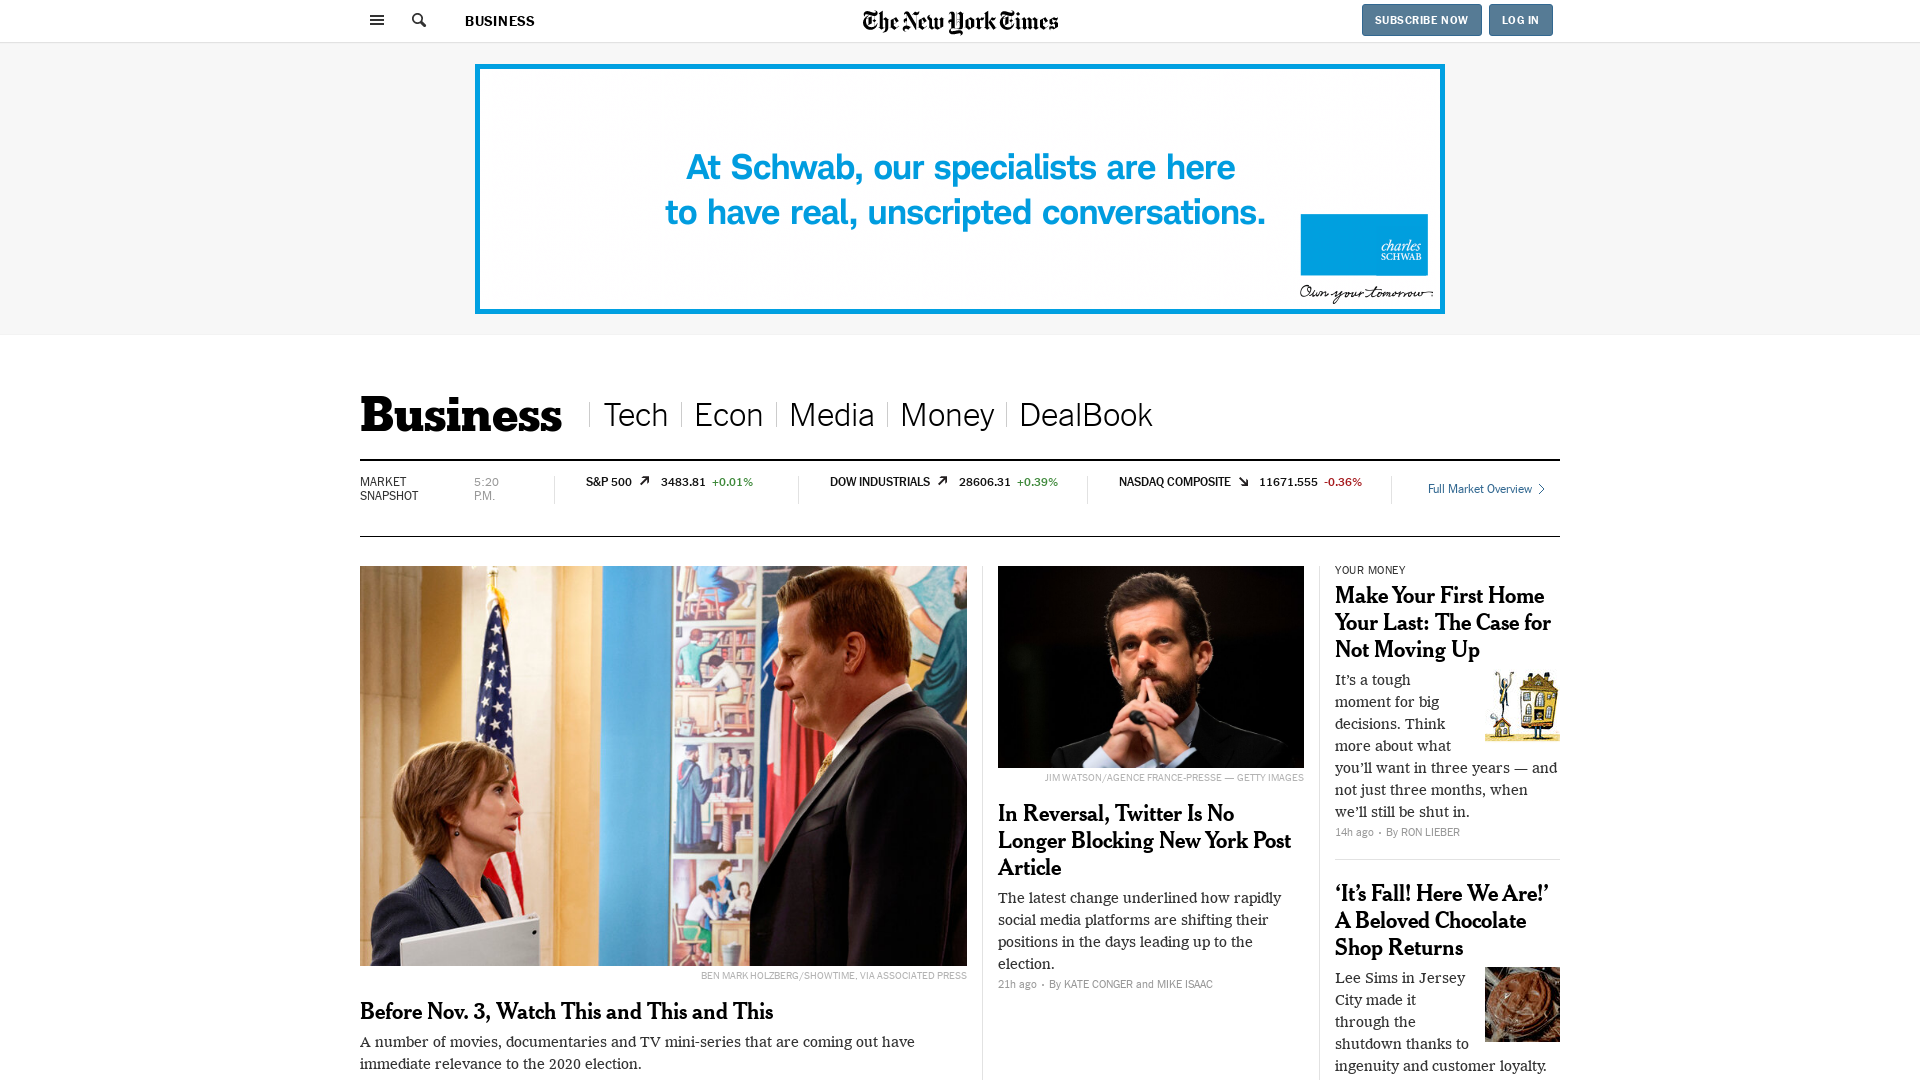 BUSINESS
The New York Times
SUBSCRIBE NOW
LOG IN
At Schwab, our specialists are here
to have real, unscripted conversations.
charles
SCHWAB
Own your tomorrow.
Business
Tech
Econ
Media
Money
DealBook
MARKET
SNAPSHOT
5:20
P.M.
S&P 500 3483.81 +0.01%
DOW INDUSTRIALS 28606.31 +0.39%
NASDAQ COMPOSITE 11671.555 -0.36%
Full Market Overview
BEN MARK HOLZBERG/SHOWTIME, VIA ASSOCIATED PRESS
Before Nov. 3, Watch This and This and This
A number of movies, documentaries and TV mini-series that are coming out have
immediate relevance to the 2020 election.
JIM WATSON/AGENCE FRANCE-PRESSE — GETTY IMAGES
In Reversal, Twitter Is No
Longer Blocking New York Post
Article
The latest change underlined how rapidly
social media platforms are shifting their
positions in the days leading up to the
election.
21h ago • By KATE CONGER and MIKE ISAAC
YOUR MONEY
Make Your First Home
Your Last: The Case for
Not Moving Up
It’s a tough
moment for big
decisions. Think
more about what
you’ll want in three years — and
not just three months, when
we’ll still be shut in.
14h ago • By RON LIEBER
‘It’s Fall! Here We Are!’
A Beloved Chocolate
Shop Returns
Lee Sims in Jersey
City made it
through the
shutdown thanks to
ingenuity and customer loyalty.